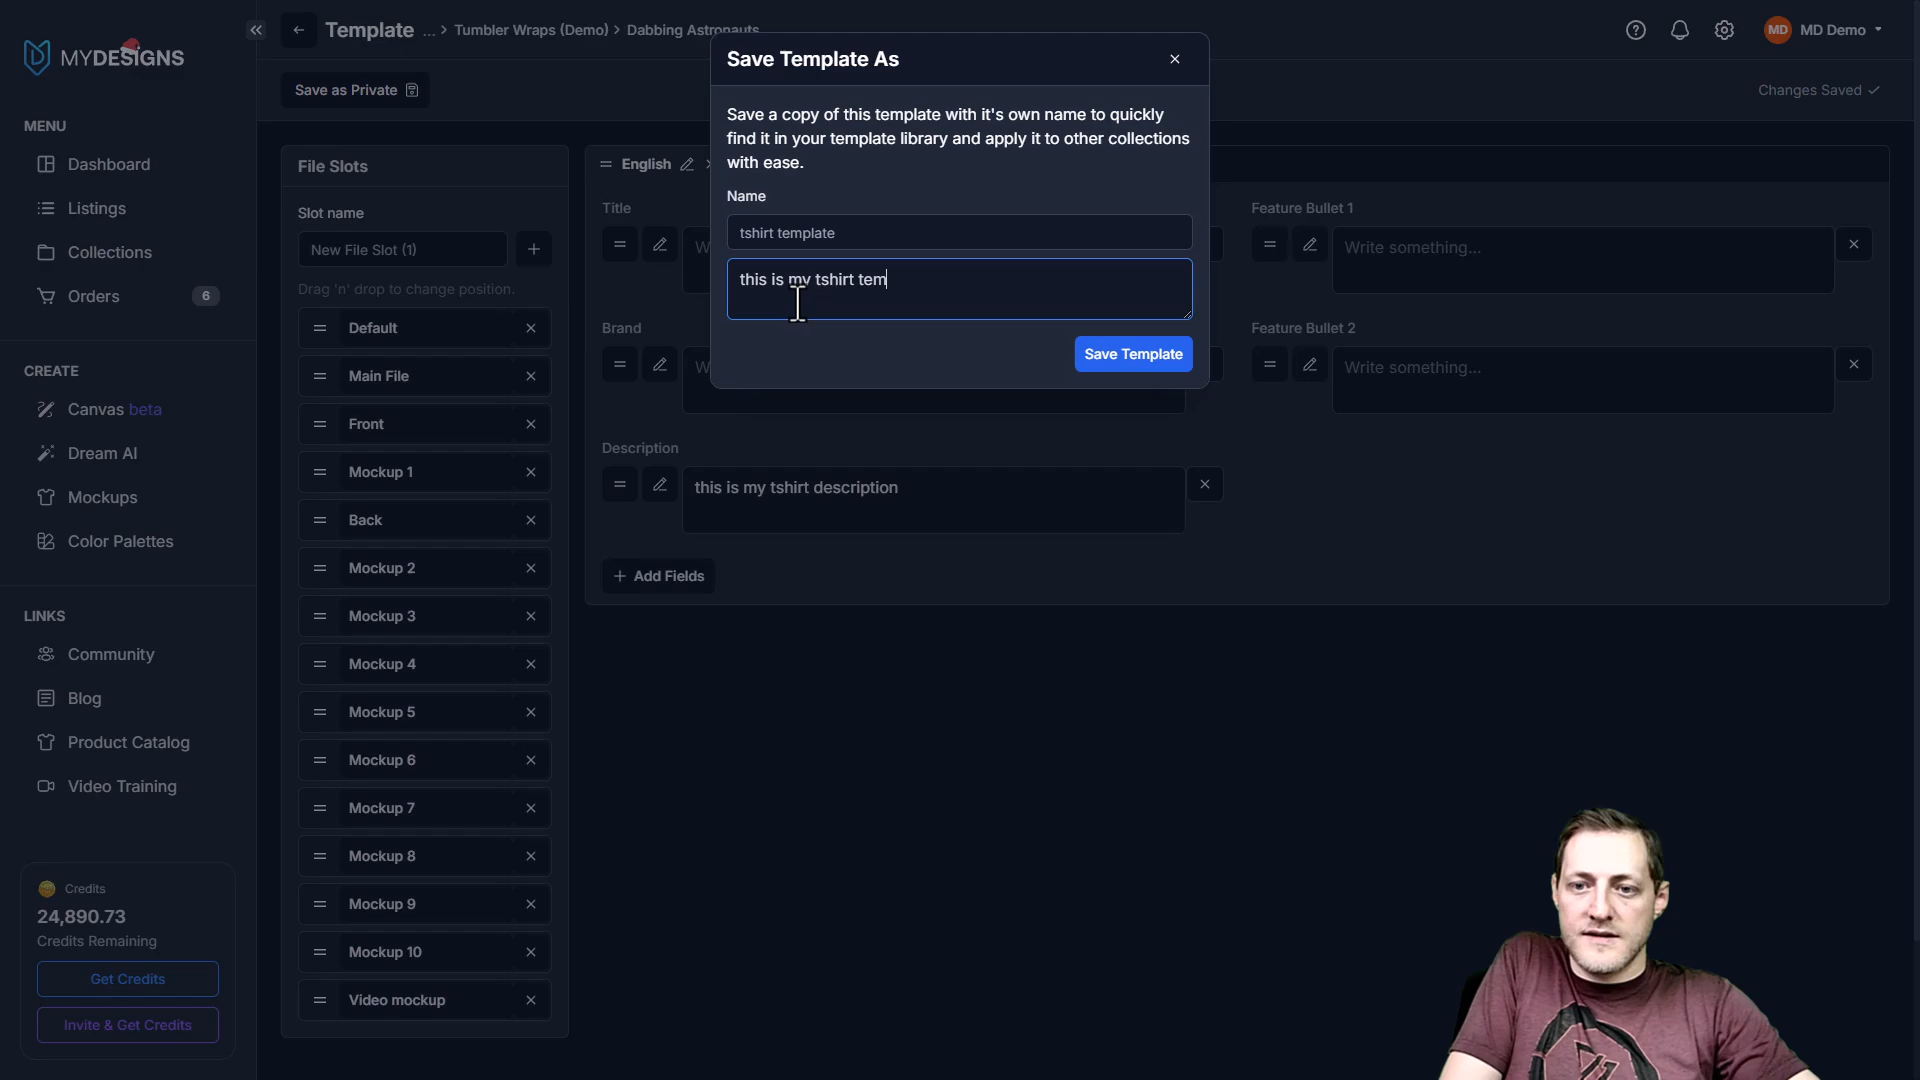 MYDESIGNS
MENU
Dashboard
Listings
Collections
Orders
6
CREATE
Canvas beta
Dream AI
Mockups
Color Palettes
LINKS
Community
Blog
Product Catalog
Video Training
Credits
24,890.73
Credits Remaining
Get Credits
Invite & Get Credits
Template ... > Tumbler Wraps (Demo) > Dabbing Astronauts
MD MD Demo
Save as Private
Changes Saved
File Slots
Slot name
New File Slot (1)
Drag 'n' drop to change position.
Default
Main File
Front
Mockup 1
Back
Mockup 2
Mockup 3
Mockup 4
Mockup 5
Mockup 6
Mockup 7
Mockup 8
Mockup 9
Mockup 10
Video mockup
English
Title
Brand
Description
this is my tshirt description
Add Fields
Feature Bullet 1
Write something...
Feature Bullet 2
Write something...
Save Template As
Save a copy of this template with it's own name to quickly
find it in your template library and apply it to other collections
with ease.
Name
tshirt template
this is my tshirt tem
Save Template